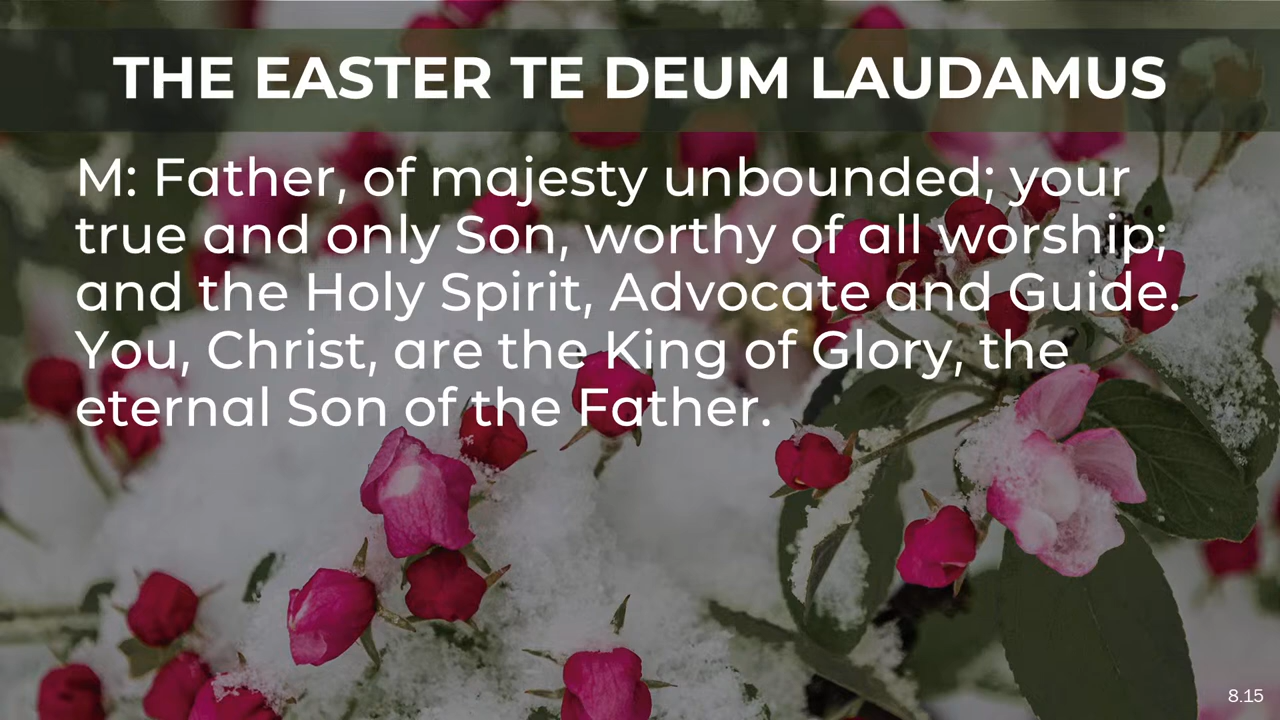 THE EASTER TE DEUM LAUDAMUS
M: Father, of majesty unbounded; your
true and only Son, worthy of all worship;
and the Holy Spirit, Advocate and Guide.
You, Christ, are the King of Glory, the
eternal Son of the Father.
8.15